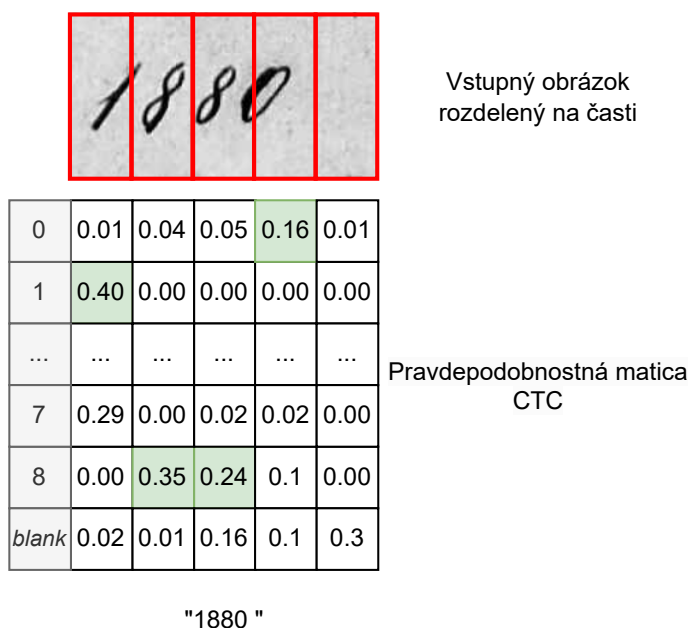 1880
Vstupný obrázok
rozdelený na časti
0 0.01 0.04 0.05 0.16 0.01
1 0.40 0.00 0.00 0.00 0.00
... ... ... ... ... ...
7 0.29 0.00 0.02 0.02 0.00
8 0.00 0.35 0.24 0.1 0.00
blank 0.02 0.01 0.16 0.1 0.3
Pravdepodobnostná matica
CTC
"1880 "